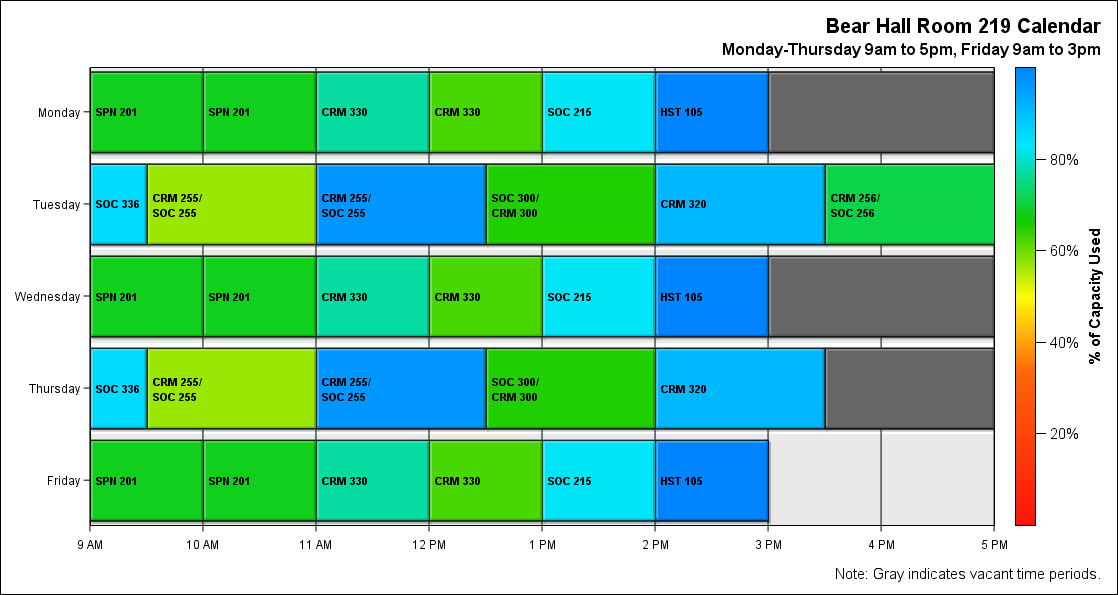 Bear Hall Room 219 Calendar
Monday-Thursday 9am to 5pm, Friday 9am to 3pm
Monday
SPN 201
SPN 201
CRM 330
CRM 330
SOC 215
HST 105
Tuesday
SOC 336
CRM 255/
SOC 255
CRM 255/
SOC 255
SOC 300/
CRM 300
CRM 320
CRM 256/
SOC 256
Wednesday
SPN 201
SPN 201
CRM 330
CRM 330
SOC 215
HST 105
Thursday
SOC 336
CRM 255/
SOC 255
CRM 255/
SOC 255
SOC 300/
CRM 300
CRM 320
Friday
SPN 201
SPN 201
CRM 330
CRM 330
SOC 215
HST 105
9 AM
10 AM
11 AM
12 PM
1 PM
2 PM
3 PM
4 PM
5 PM
80%
60%
40%
20%
% of Capacity Used
Note: Gray indicates vacant time periods.